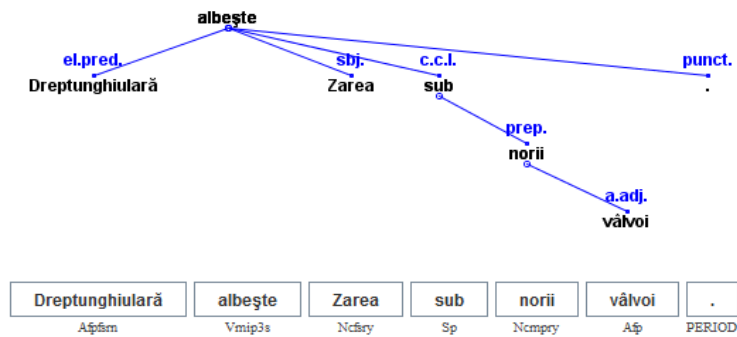 albeşte
el.pred. sbj. c.c.l. punct.
Dreptunghiulară Zarea sub .
prep.
norii
a.adj.
vâlvoi
Dreptunghiulară albeşte Zarea sub norii vâlvoi .
Afpfsrn Vmip3s Ncfsry Sp Ncmpry Afp PERIOD